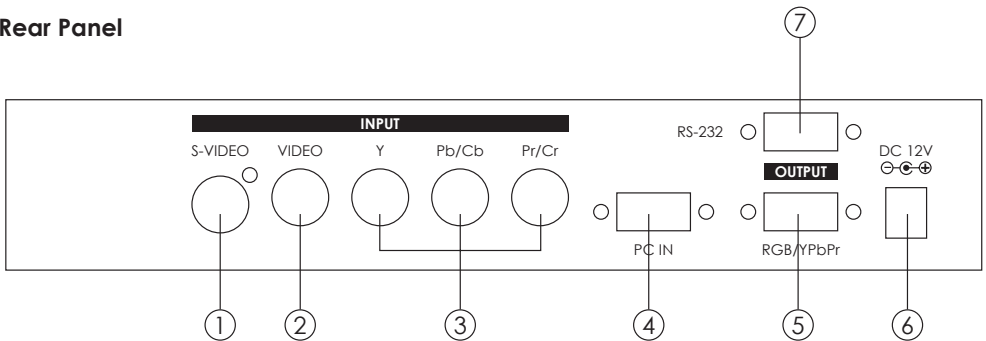 Rear Panel
7
INPUT
S-VIDEO VIDEO Y Pb/Cb Pr/Cr
RS-232
DC 12V
OUTPUT
PC IN
RGB/YPbPr
1 2 3 4 5 6